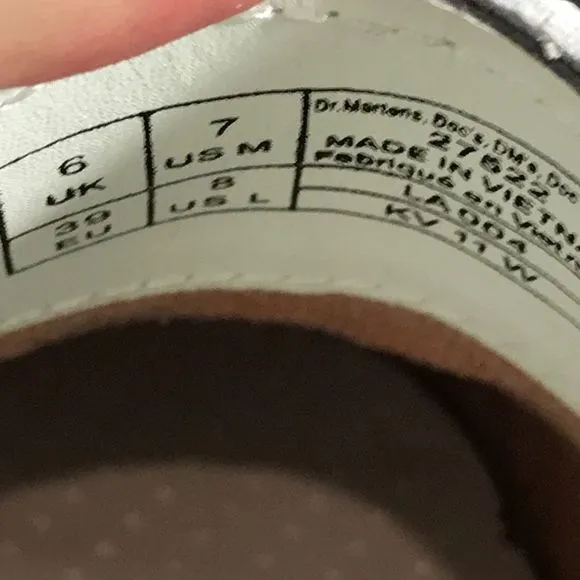 6
UK
39
EU
7
US M
8
US L
Dr.Martens, Doc's, DM's, Doc
27622
MADE IN VIETNA
Fabriqué en Vietn
LA 004
KV 11 W